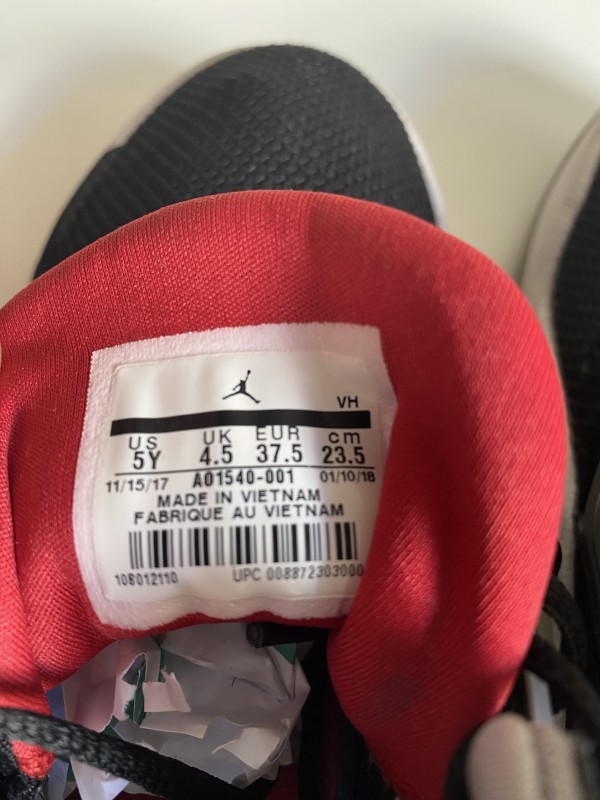 VH
US UK EUR cm
5Y 4.5 37.5 23.5
11/15/17 AO1540-001 01/10/18
MADE IN VIETNAM
FABRIQUE AU VIETNAM
108012110 UPC 008872303000